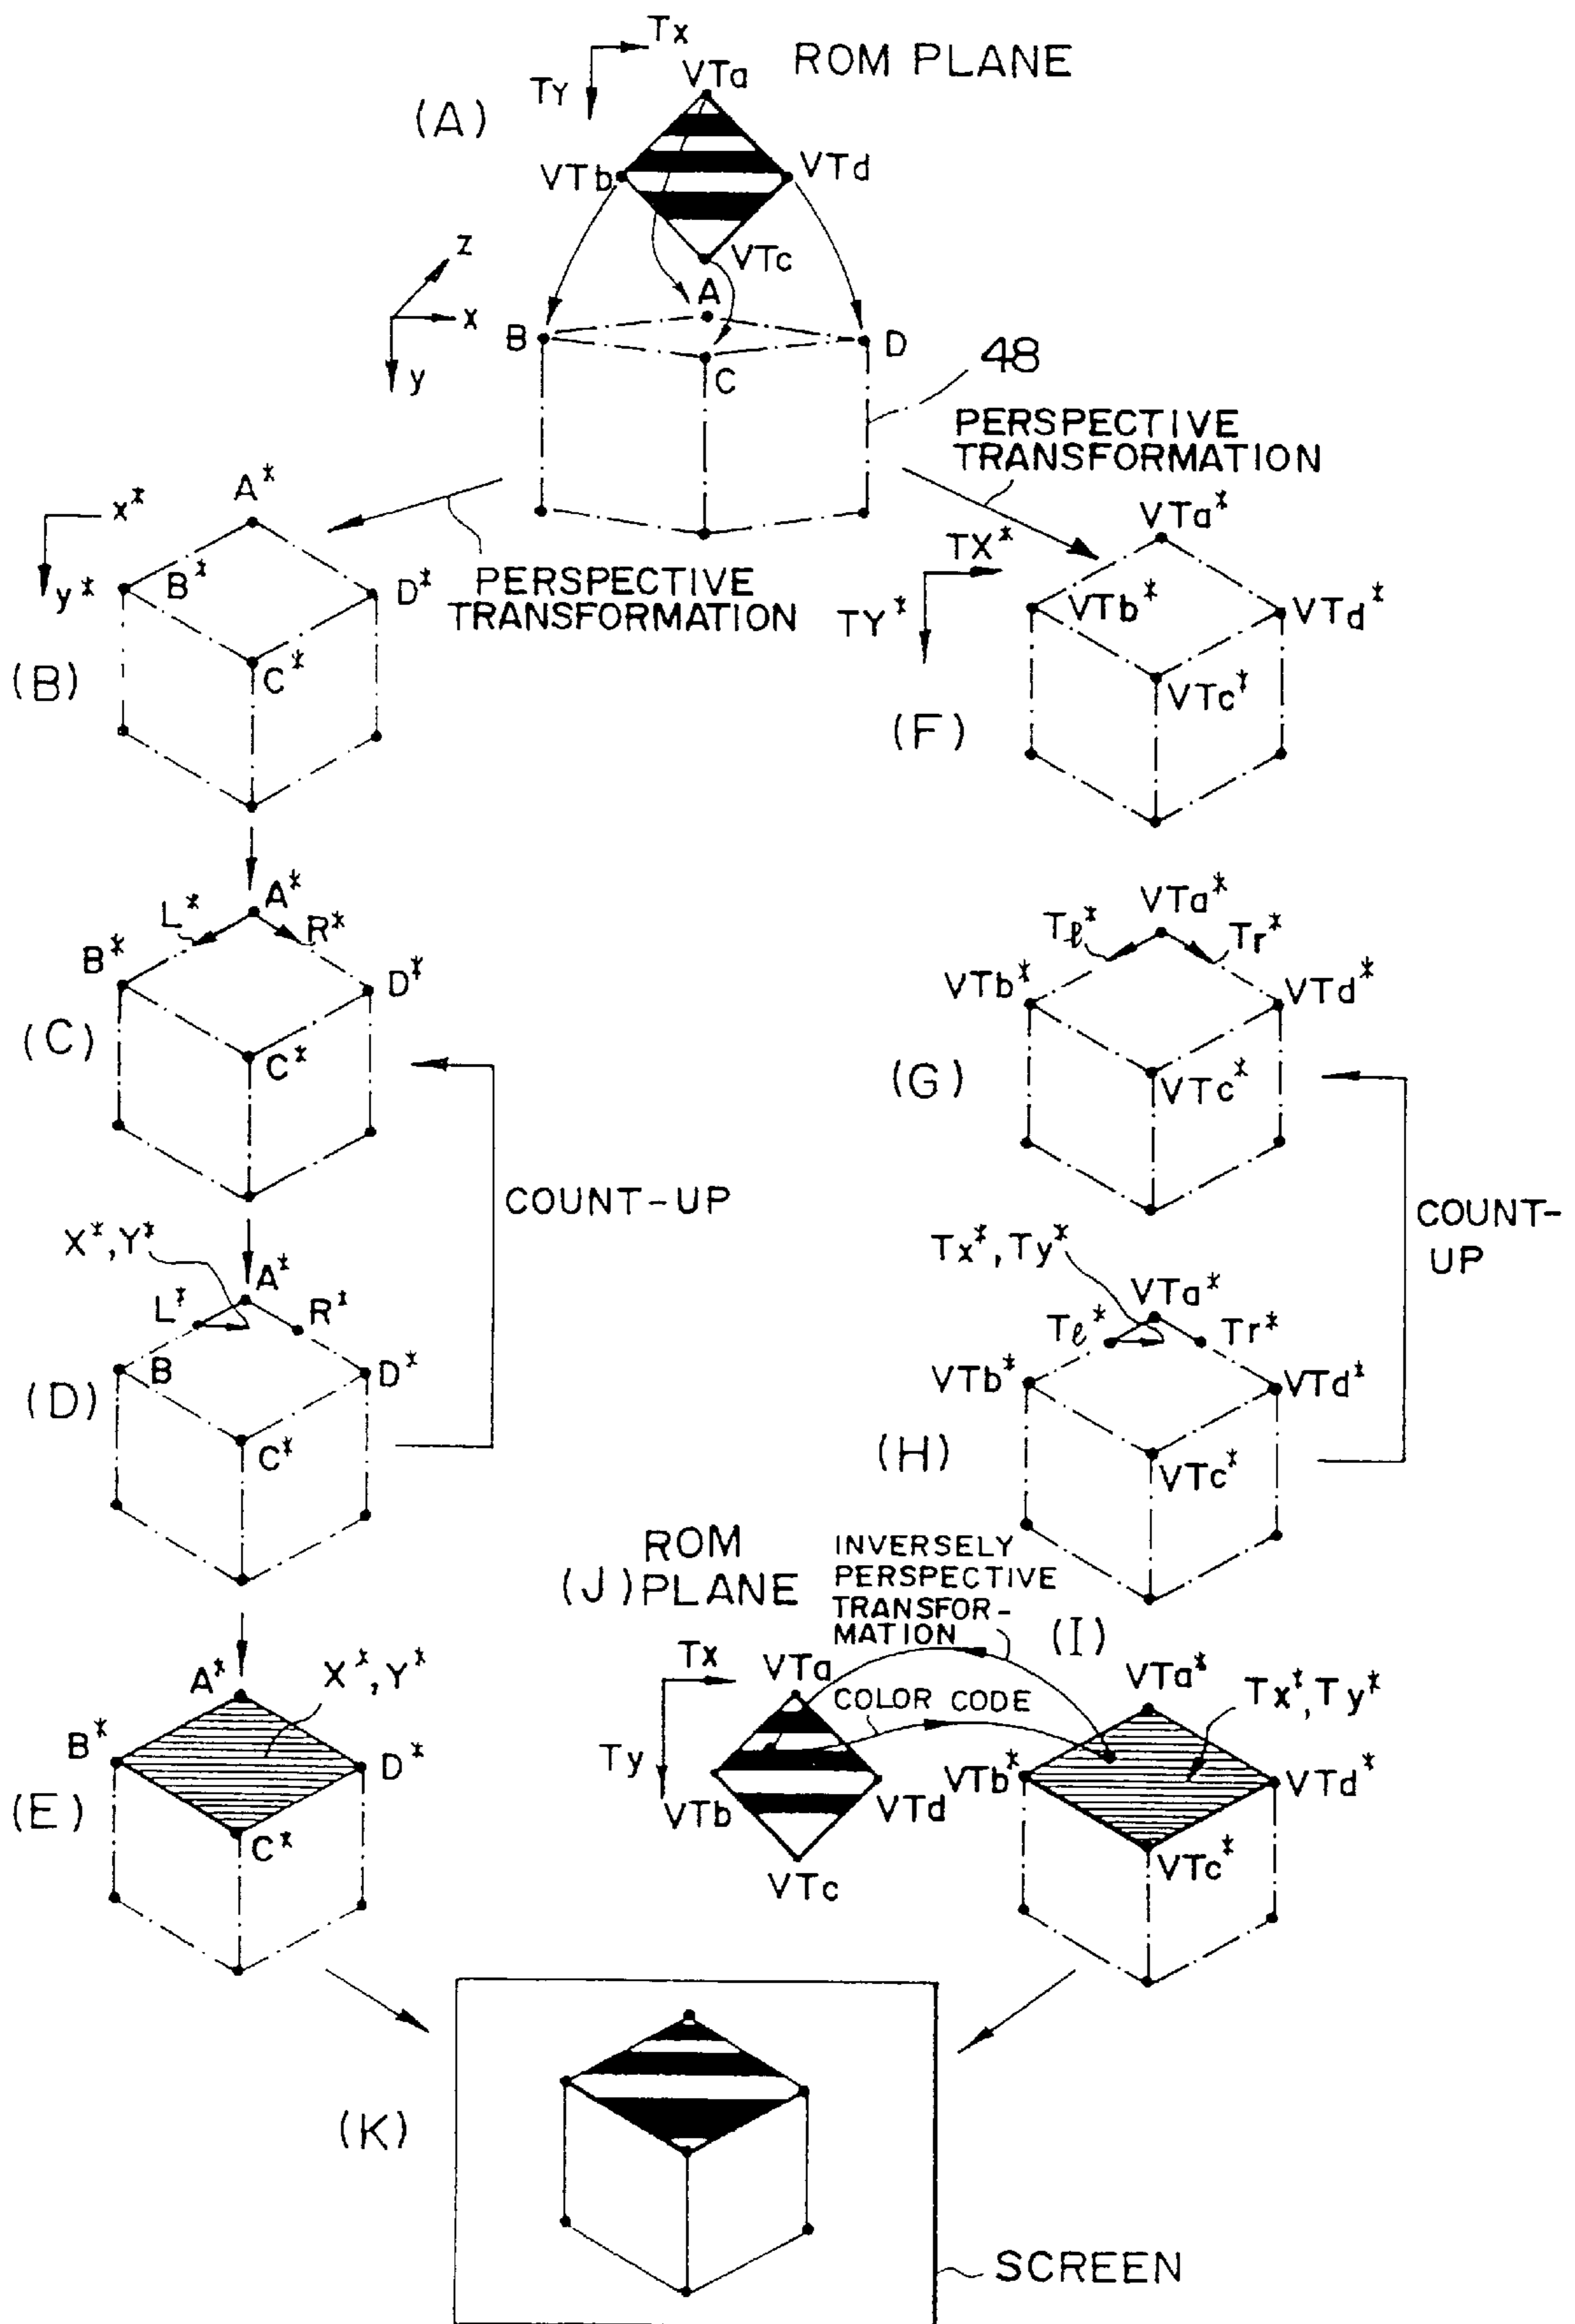 Tx
TY
ROM PLANE
(A)
VTa
VTb
VTd
VTc
z
x
y
A
B
D
C
48
PERSPECTIVE
TRANSFORMATION
PERSPECTIVE
TRANSFORMATION
x*
y*
A*
B*
D*
C*
(B)
TX*
TY*
VTa*
VTb*
VTd*
VTc*
(F)
L*
A*
R*
B*
D*
C*
(C)
VTa*
Tℓ*
Tr*
VTb*
VTd*
VTc*
(G)
COUNT-UP
COUNT-
UP
X*,Y*
A*
L*
R*
B
D*
C*
(D)
Tx*,Ty*
VTa*
Tℓ*
Tr*
VTb*
VTd*
VTc*
(H)
ROM
(J)PLANE
INVERSELY
PERSPECTIVE
TRANSFOR-
MATION
(I)
A*
X*,Y*
B*
D*
C*
(E)
Tx
Ty
VTa
VTb
VTd
VTc
COLOR CODE
VTa*
Tx*,Ty*
VTb*
VTd*
VTc*
(K)
SCREEN